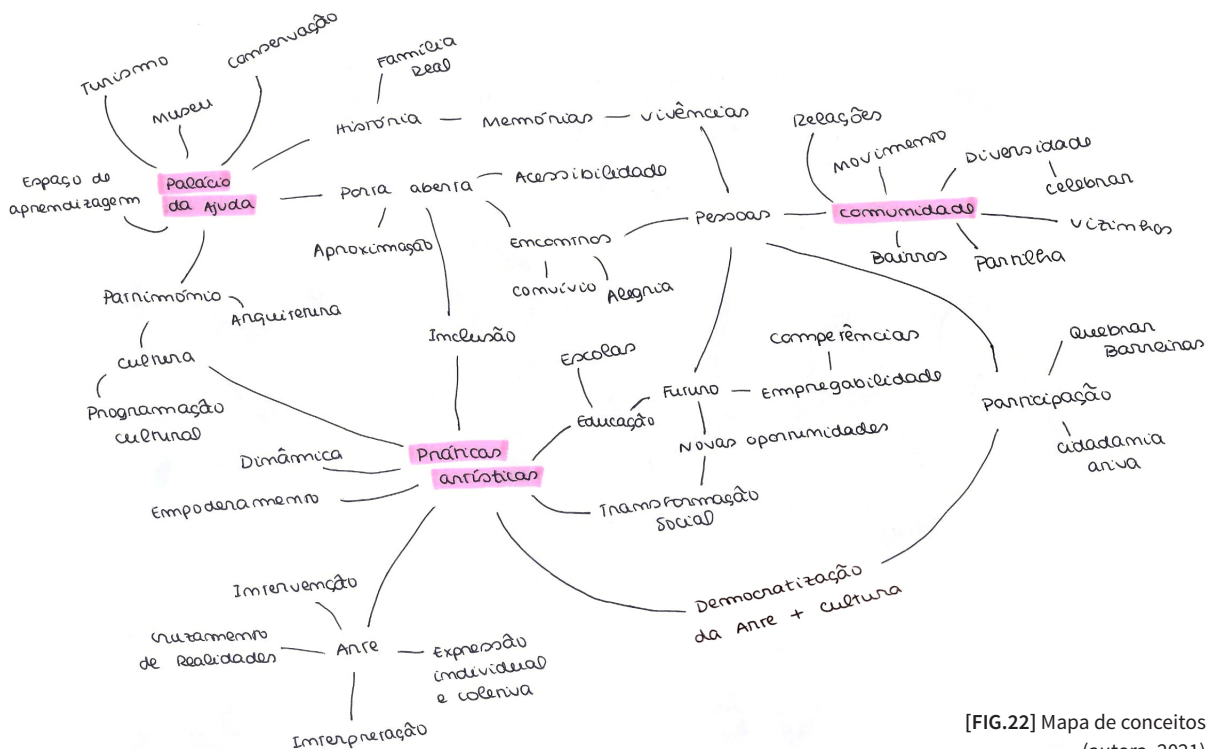 Turismo
Conservação
Museu
Família
Real
História
Memórias
Vivências
Espaço de
aprendizagem
Palácio
da Ajuda
Porta aberta
Acessibilidade
Aproximação
Encontros
Convívio
Alegria
Pessoas
Relações
Movimento
Diversidade
Celebrar
Comunidade
Vizinhos
Bairros
Partilha
Património
Arquitetura
Cultura
Programação
cultural
Inclusão
Escolas
Educação
Futuro
Competências
Empregabilidade
Novas oportunidades
Transformação
Social
Quebrar
Barreiras
Participação
cidadania
ativa
Dinâmica
Empoderamento
Práticas
artísticas
Democratização
da Arte + Cultura
Intervenção
Cruzamento
de Realidades
Arte
Expressão
individual
e coletiva
Interpretação
[FIG.22] Mapa de conceitos